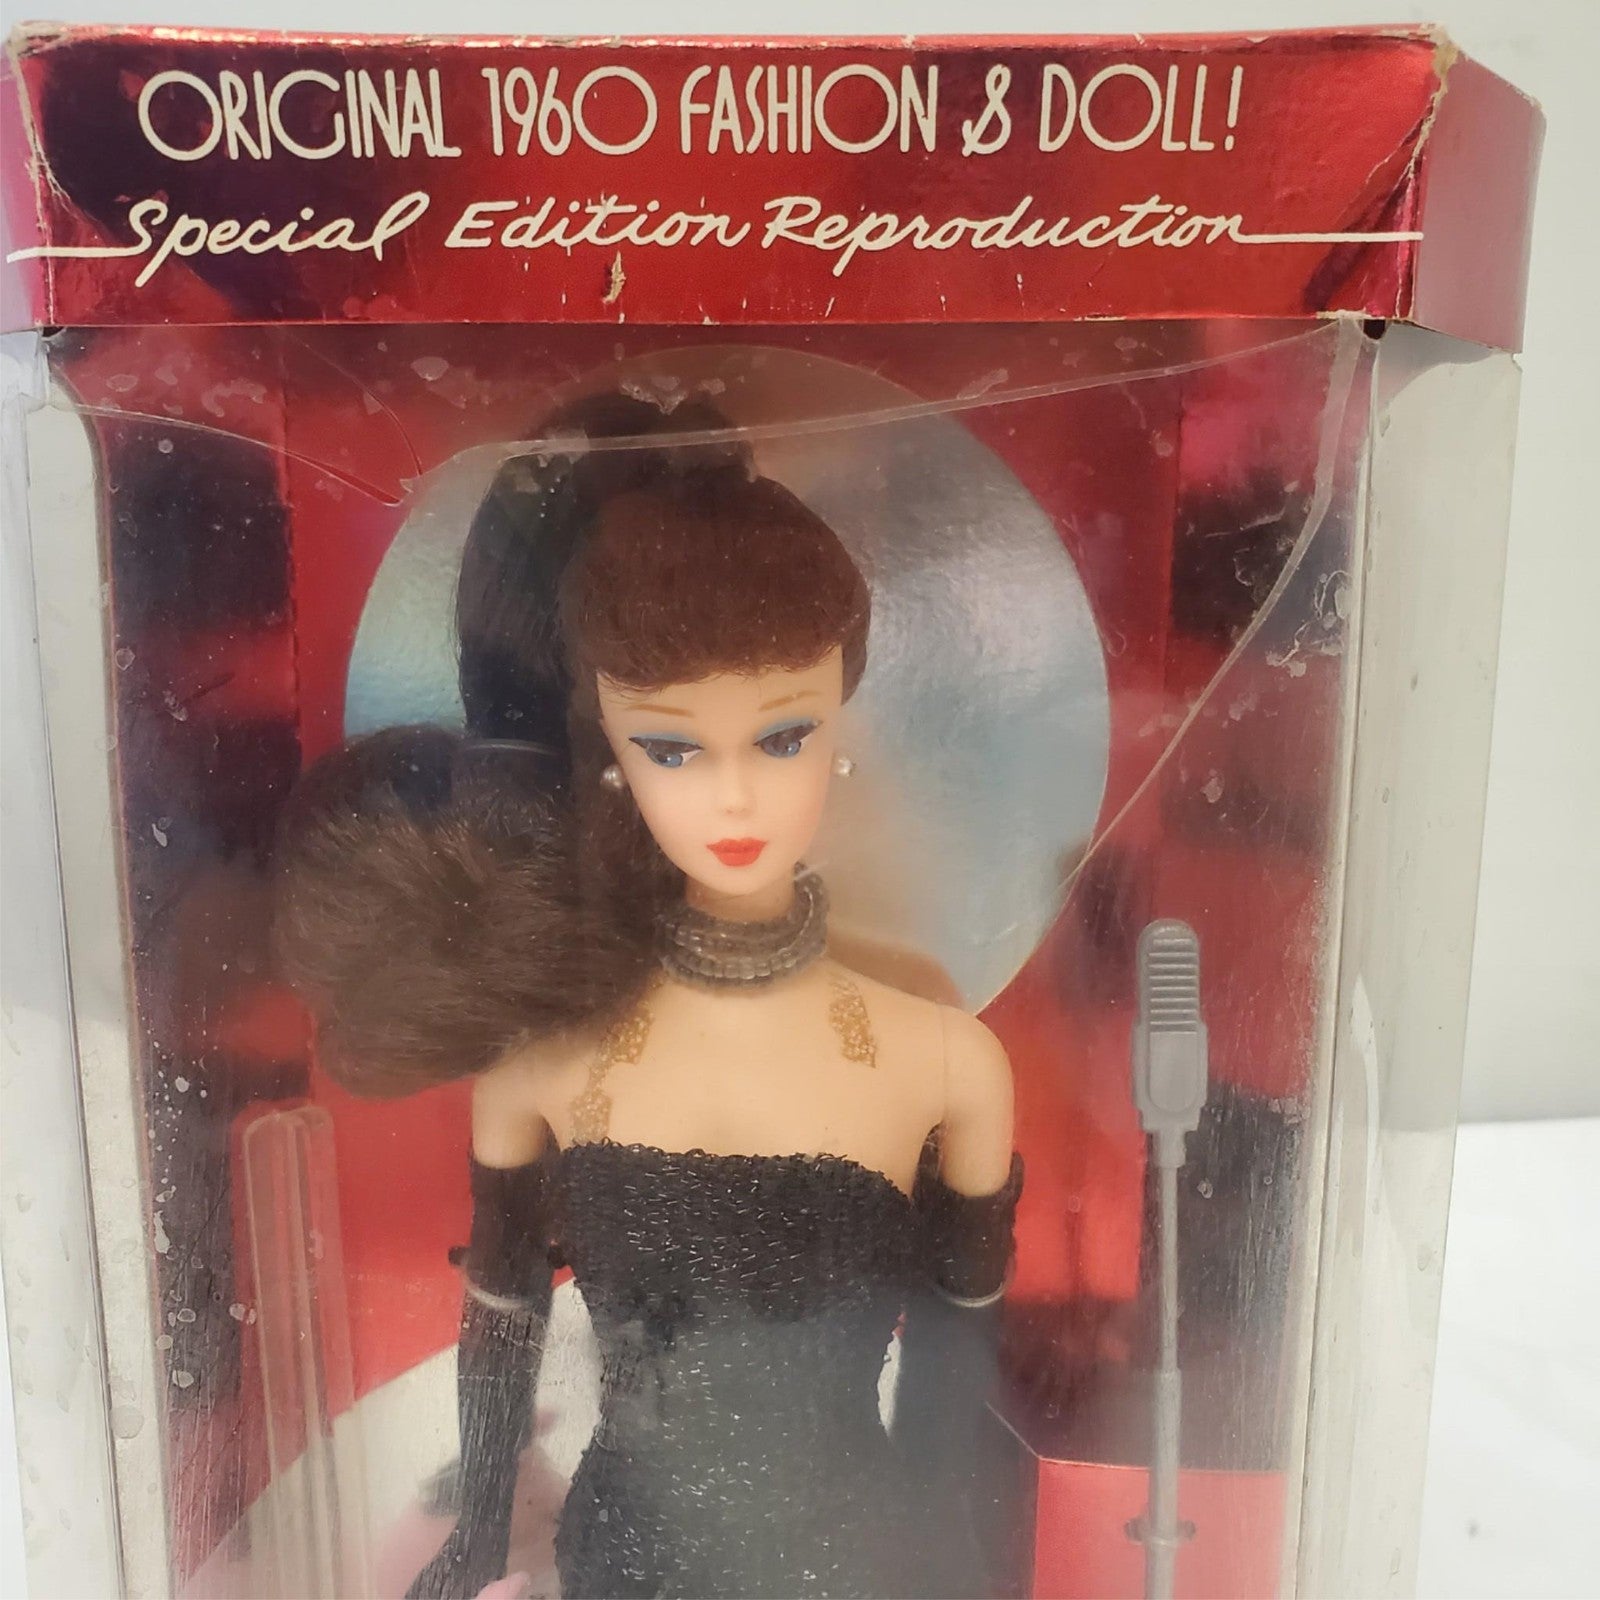 ORIGINAL 1960 FASHION & DOLL!
Special Edition Reproduction